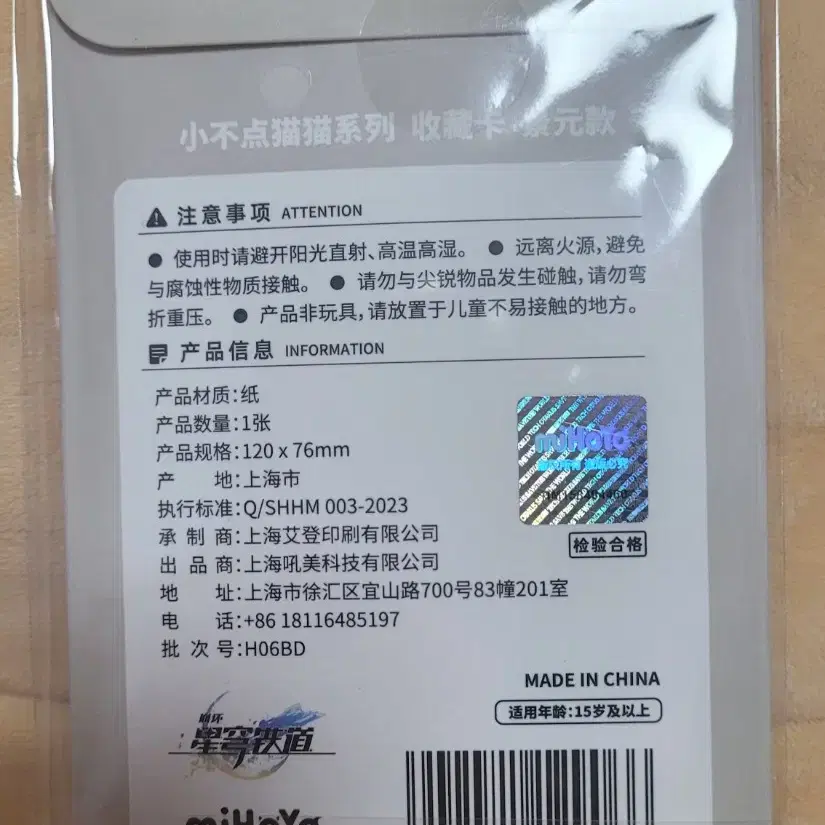 小不点猫猫系列 收藏卡 景元款
注意事项 ATTENTION
● 使用时请避开阳光直射、高温高湿。 ● 远离火源,避免
与腐蚀性物质接触。 ● 请勿与尖锐物品发生碰触,请勿弯
折重压。 ● 产品非玩具,请放置于儿童不易接触的地方。
产品信息 INFORMATION
产品材质:纸
产品数量:1张
产品规格:120 x 76mm
产 地:上海市
执行标准:Q/SHHM 003-2023
承 制 商:上海艾登印刷有限公司
出 品 商:上海吼美科技有限公司
地 址:上海市徐汇区宜山路700号83幢201室
电 话:+86 18116485197
批 次 号:H06BD
miHoYo
检验合格
MADE IN CHINA
适用年龄:15岁及以上
崩坏
星穹铁道
miHoYo